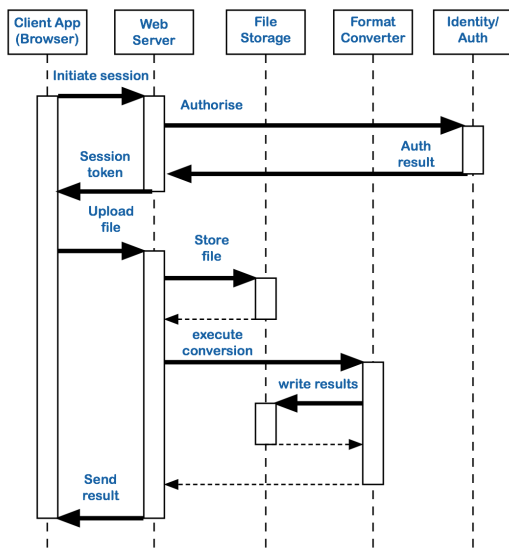 Client App
(Browser)
Web
Server
File
Storage
Format
Converter
Identity/
Auth
Initiate session
Authorise
Auth
result
Session
token
Upload
file
Store
file
execute
conversion
write results
Send
result